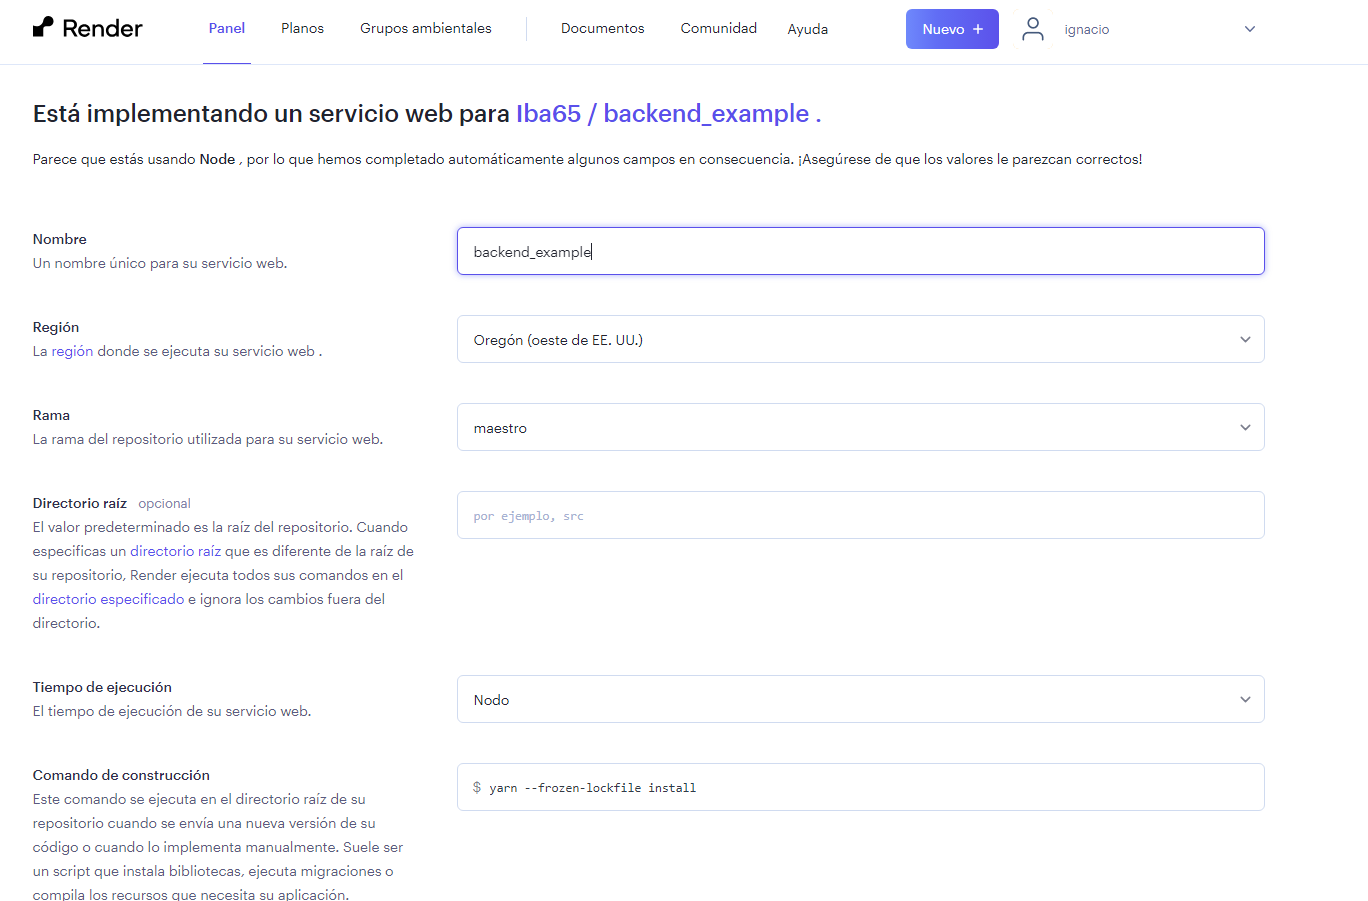 Render
Panel
Planos
Grupos ambientales
Documentos
Comunidad
Ayuda
Nuevo +
ignacio
Está implementando un servicio web para Iba65 / backend_example .
Parece que estás usando Node , por lo que hemos completado automáticamente algunos campos en consecuencia. ¡Asegúrese de que los valores le parezcan correctos!
Nombre
Un nombre único para su servicio web.
backend_example
Región
La región donde se ejecuta su servicio web .
Oregón (oeste de EE. UU.)
Rama
La rama del repositorio utilizada para su servicio web.
maestro
Directorio raíz opcional
El valor predeterminado es la raíz del repositorio. Cuando
especificas un directorio raíz que es diferente de la raíz de
su repositorio, Render ejecuta todos sus comandos en el
directorio especificado e ignora los cambios fuera del
directorio.
por ejemplo, src
Tiempo de ejecución
El tiempo de ejecución de su servicio web.
Nodo
Comando de construcción
Este comando se ejecuta en el directorio raíz de su
repositorio cuando se envía una nueva versión de su
código o cuando lo implementa manualmente. Suele ser
un script que instala bibliotecas, ejecuta migraciones o
compila los recursos que necesita su aplicación.
$ yarn --frozen-lockfile install